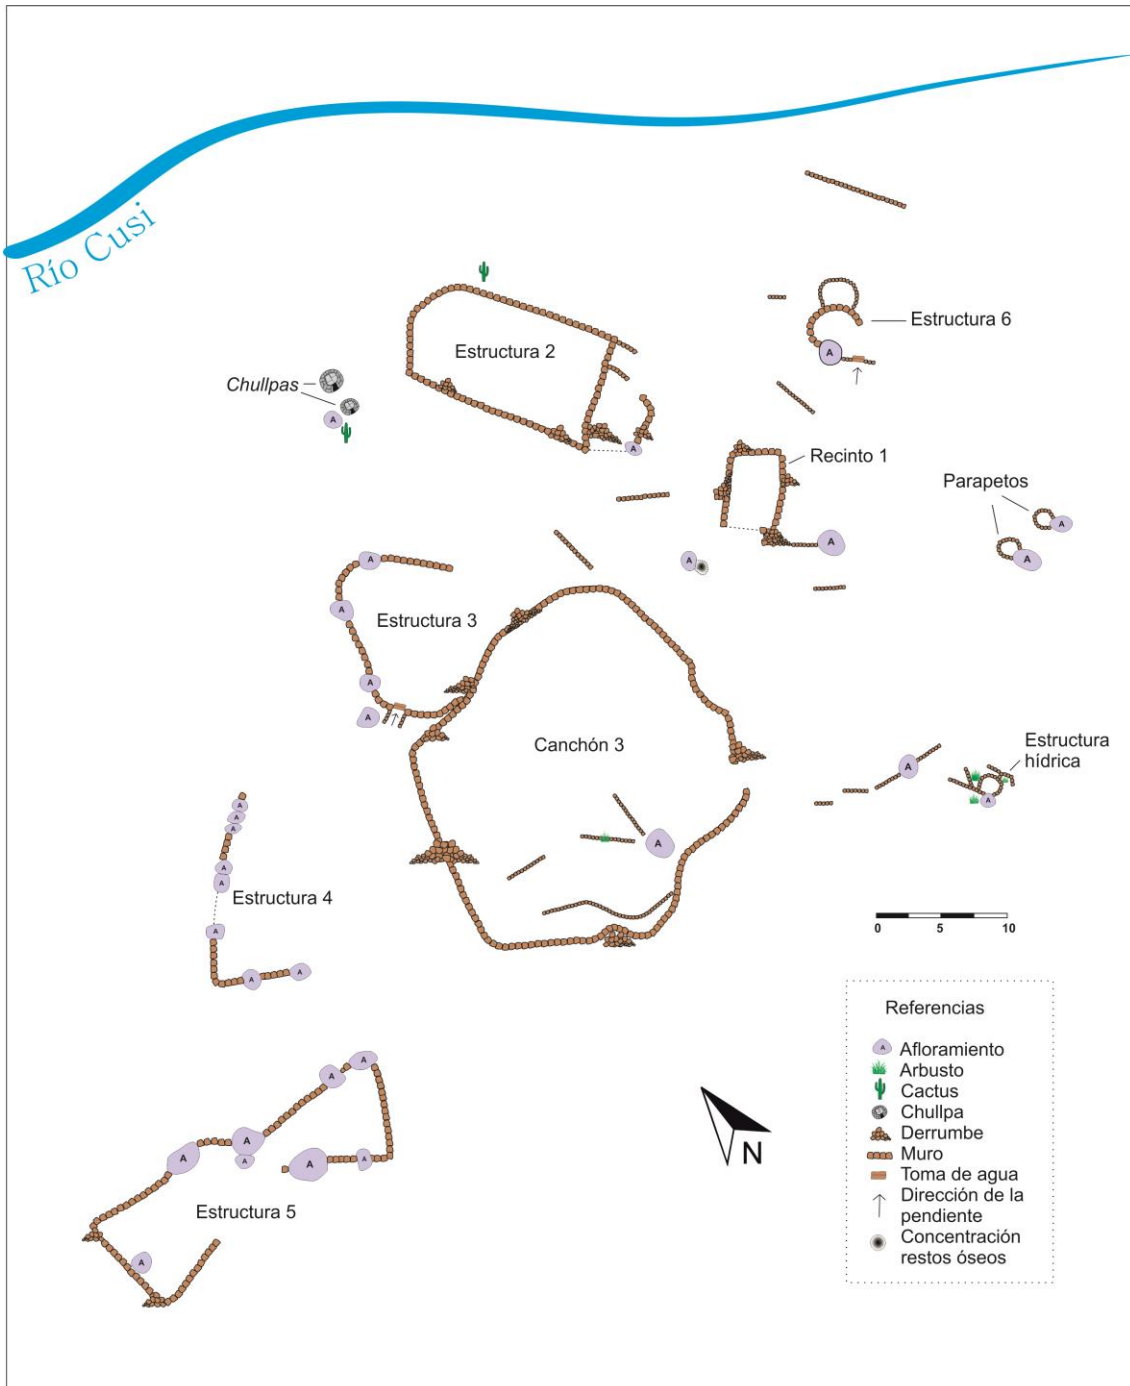 Río Cusi
Estructura 6
Estructura 2
Chullpas
A
A
A
Recinto 1
Parapetos
A
A
A
A
A
A
Estructura 3
A
A
Canchón 3
Estructura
hídrica
A
A
A
A
A
A
A
A
Estructura 4
A
0 5 10
A
A
Referencias
A Afloramiento
Arbusto
Cactus
Chullpa
Derrumbe
Muro
Toma de agua
Dirección de la
pendiente
Concentración
restos óseos
N
A
A
A
A
A
A
A
Estructura 5
A